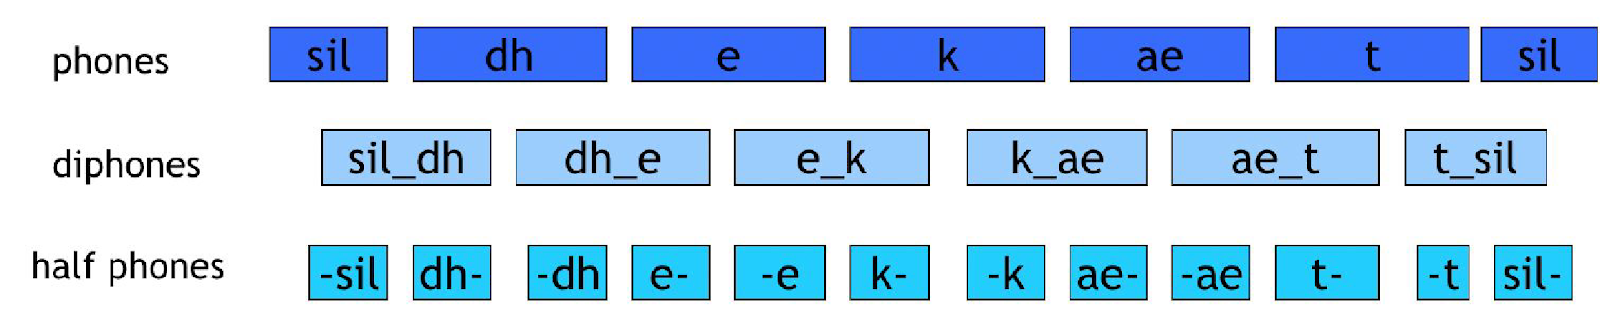 phones sil dh e k ae t sil
diphones sil_dh dh_e e_k k_ae ae_t t_sil
half phones -sil dh- -dh e- -e k- -k ae- -ae t- -t sil-